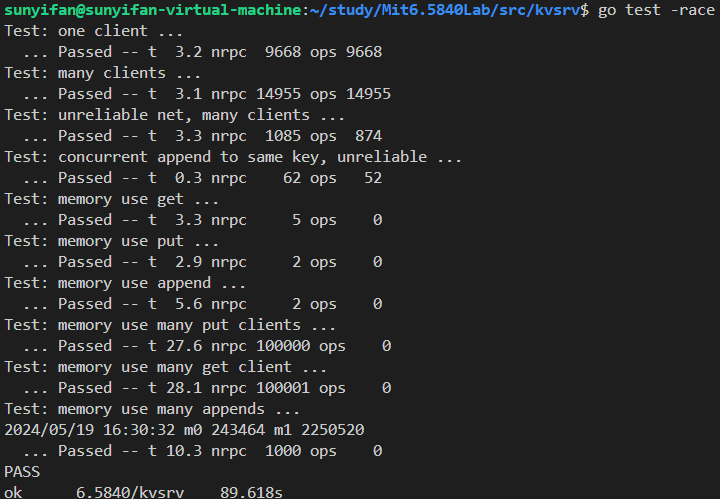 sunyifan@sunyifan-virtual-machine:~/study/Mit6.5840Lab/src/kvsrv$ go test -race
Test: one client ...
  ... Passed -- t  3.2 nrpc  9668 ops 9668
Test: many clients ...
  ... Passed -- t  3.1 nrpc 14955 ops 14955
Test: unreliable net, many clients ...
  ... Passed -- t  3.3 nrpc  1085 ops  874
Test: concurrent append to same key, unreliable ...
  ... Passed -- t  0.3 nrpc    62 ops   52
Test: memory use get ...
  ... Passed -- t  3.3 nrpc     5 ops    0
Test: memory use put ...
  ... Passed -- t  2.9 nrpc     2 ops    0
Test: memory use append ...
  ... Passed -- t  5.6 nrpc     2 ops    0
Test: memory use many put clients ...
  ... Passed -- t 27.6 nrpc 100000 ops    0
Test: memory use many get client ...
  ... Passed -- t 28.1 nrpc 100001 ops    0
Test: memory use many appends ...
2024/05/19 16:30:32 m0 243464 m1 2250520
  ... Passed -- t 10.3 nrpc  1000 ops    0
PASS
ok      6.5840/kvsrv    89.618s